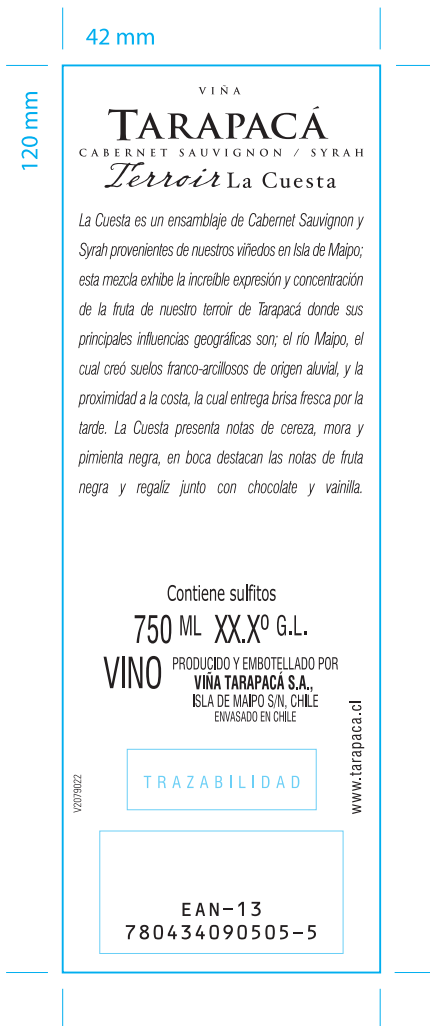 42 mm
120 mm
VIÑA
TARAPACÁ
CABERNET SAUVIGNON / SYRAH
Terroir La Cuesta
La Cuesta es un ensamblaje de Cabernet Sauvignon y
Syrah provenientes de nuestros viñedos en Isla de Maipo;
esta mezcla exhibe la increíble expresión y concentración
de la fruta de nuestro terroir de Tarapacá donde sus
principales influencias geográficas son; el río Maipo, el
cual creó suelos franco-arcillosos de origen aluvial, y la
proximidad a la costa, la cual entrega brisa fresca por la
tarde. La Cuesta presenta notas de cereza, mora y
pimienta negra, en boca destacan las notas de fruta
negra y regaliz junto con chocolate y vainilla.
Contiene sulfitos
750 ML XX.Xº G.L.
VINO
PRODUCIDO Y EMBOTELLADO POR
VIÑA TARAPACÁ S.A.,
ISLA DE MAIPO S/N, CHILE
ENVASADO EN CHILE
www.tarapaca.cl
V2079022
TRAZABILIDAD
EAN-13
780434090505-5